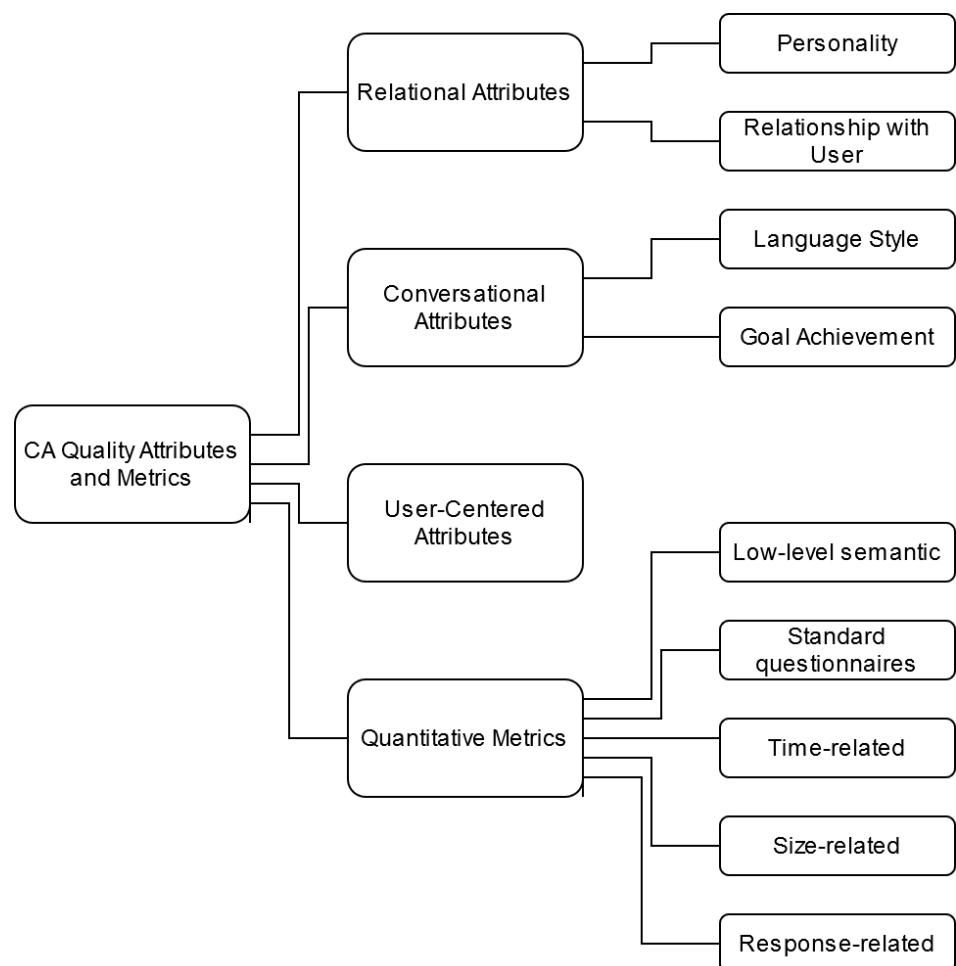 Personality
Relational Attributes
Relationship with
User
Language Style
Conversational
Attributes
Goal Achievement
CA Quality Attributes
and Metrics
User-Centered
Attributes
Low-level semantic
Standard
questionnaires
Quantitative Metrics
Time-related
Size-related
Response-related